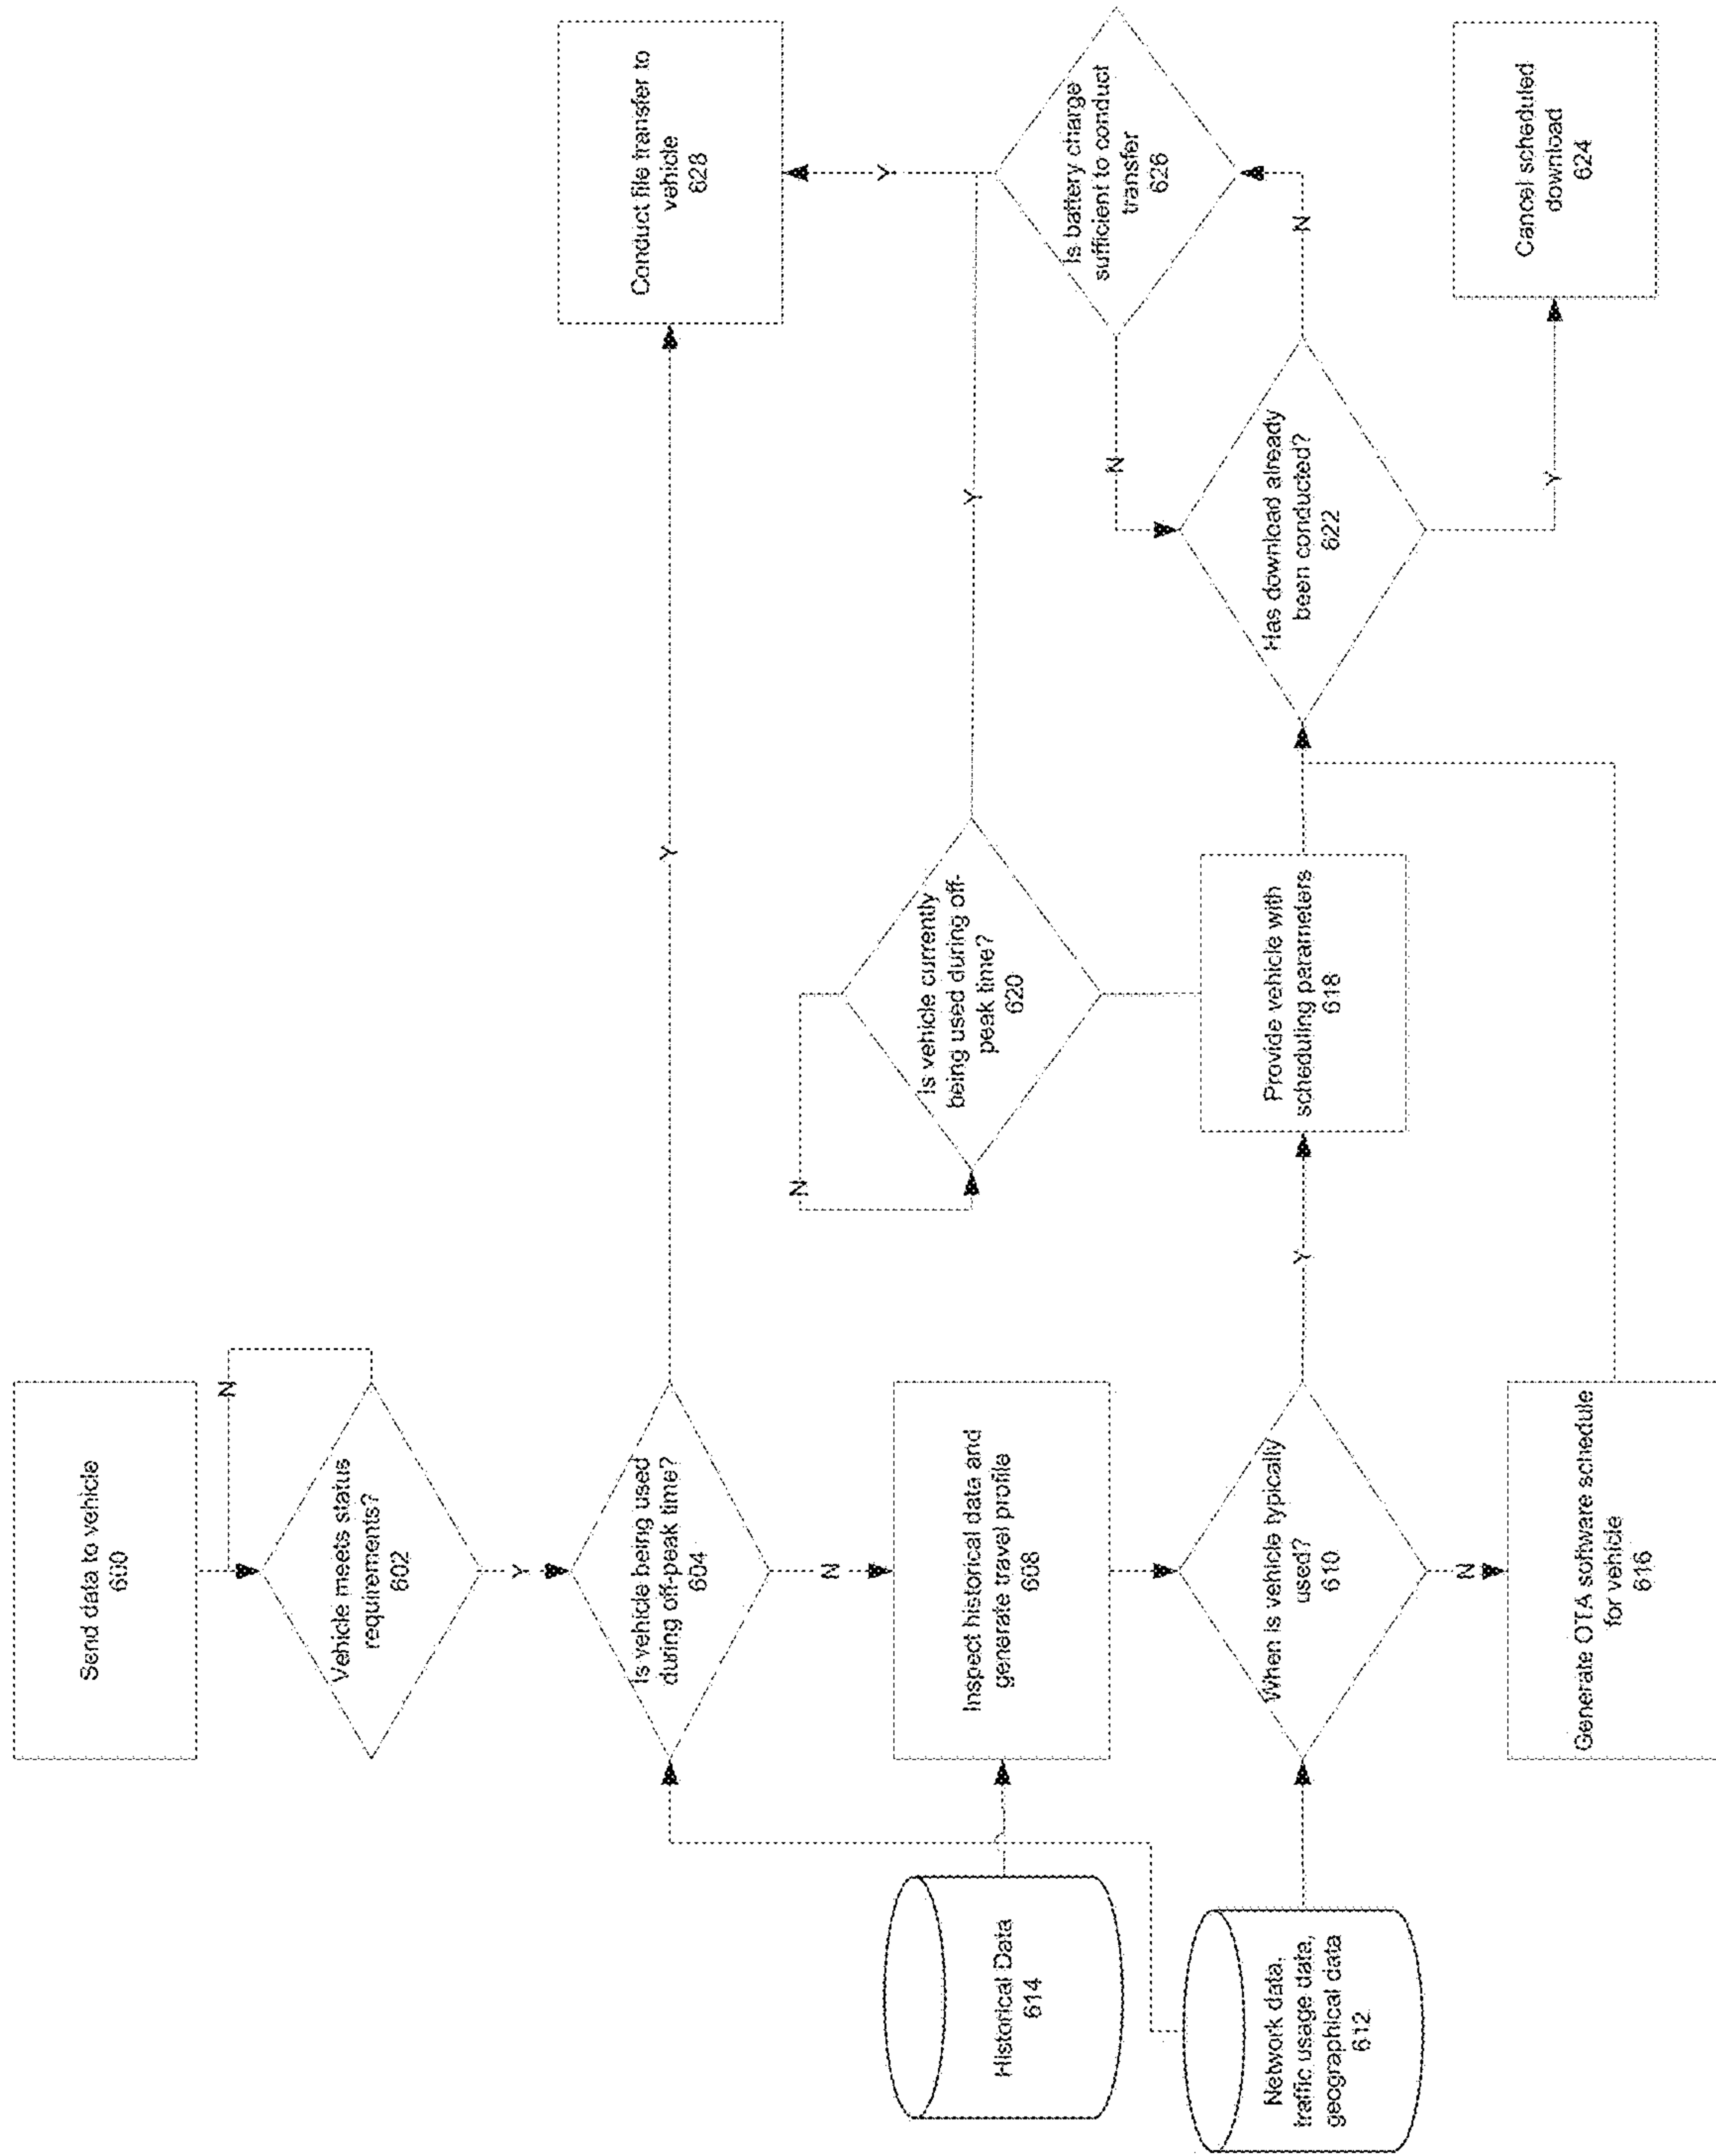 Send data to vehicle
600
N
Vehicle meets status
requirements?
602
Y
Is vehicle being used
during off-peak time?
604
Y
Conduct file transfer to
vehicle
628
N
Historical Data
614
Inspect historical data and
generate travel profile
608
N
Is vehicle currently
being used during off-
peak time?
620
Y
Y
Is battery charge
sufficient to conduct
transfer
626
N
Network data,
traffic usage data,
geographical data
612
When is vehicle typically
used?
610
Y
Provide vehicle with
scheduling parameters
618
Has download already
been conducted?
622
N
N
Generate OTA software schedule
for vehicle
616
Y
Cancel scheduled
download
624